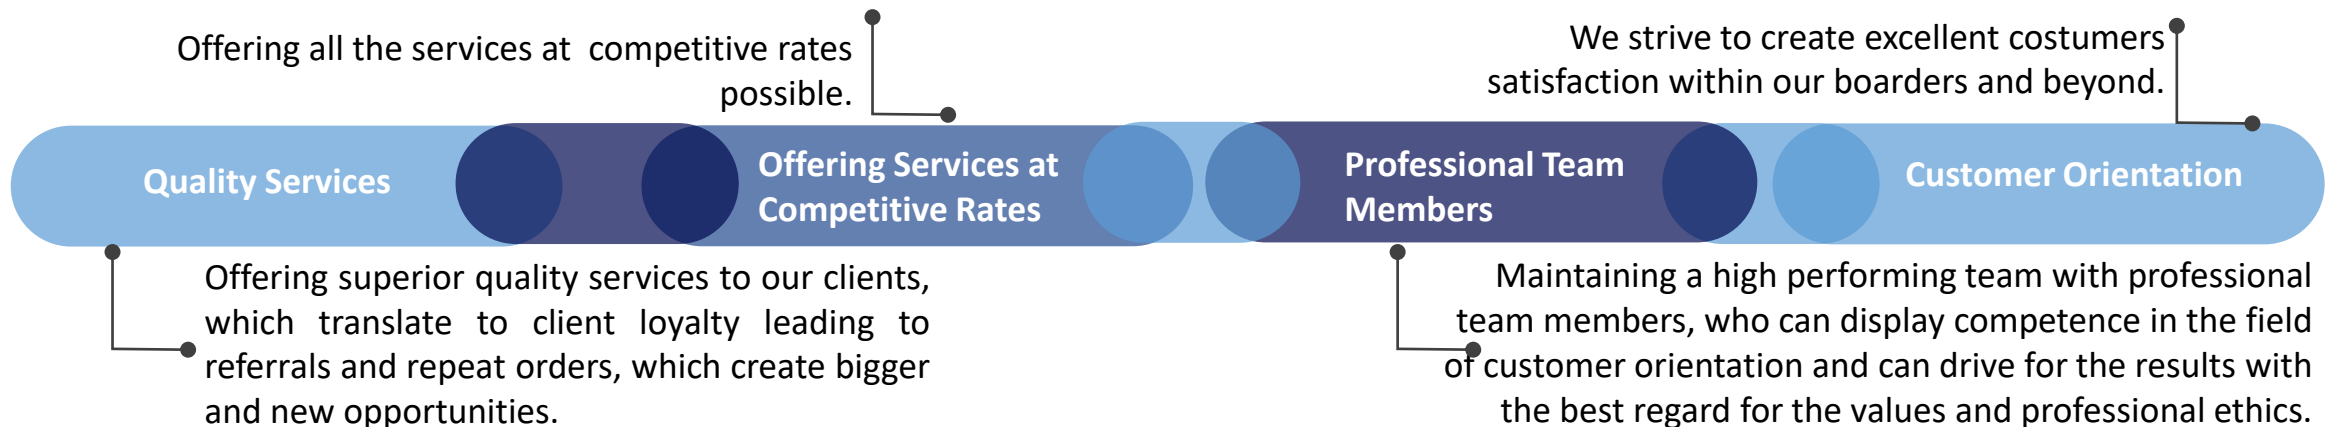 Offering all the services at  competitive rates
possible.
We strive to create excellent costumers
satisfaction within our boarders and beyond.
Quality Services
Offering Services at
Competitive Rates
Professional Team
Members
Customer Orientation
Offering superior quality services to our clients,
which translate to client loyalty leading to
referrals and repeat orders, which create bigger
and new opportunities.
Maintaining a high performing team with professional
team members, who can display competence in the field
of customer orientation and can drive for the results with
the best regard for the values and professional ethics.